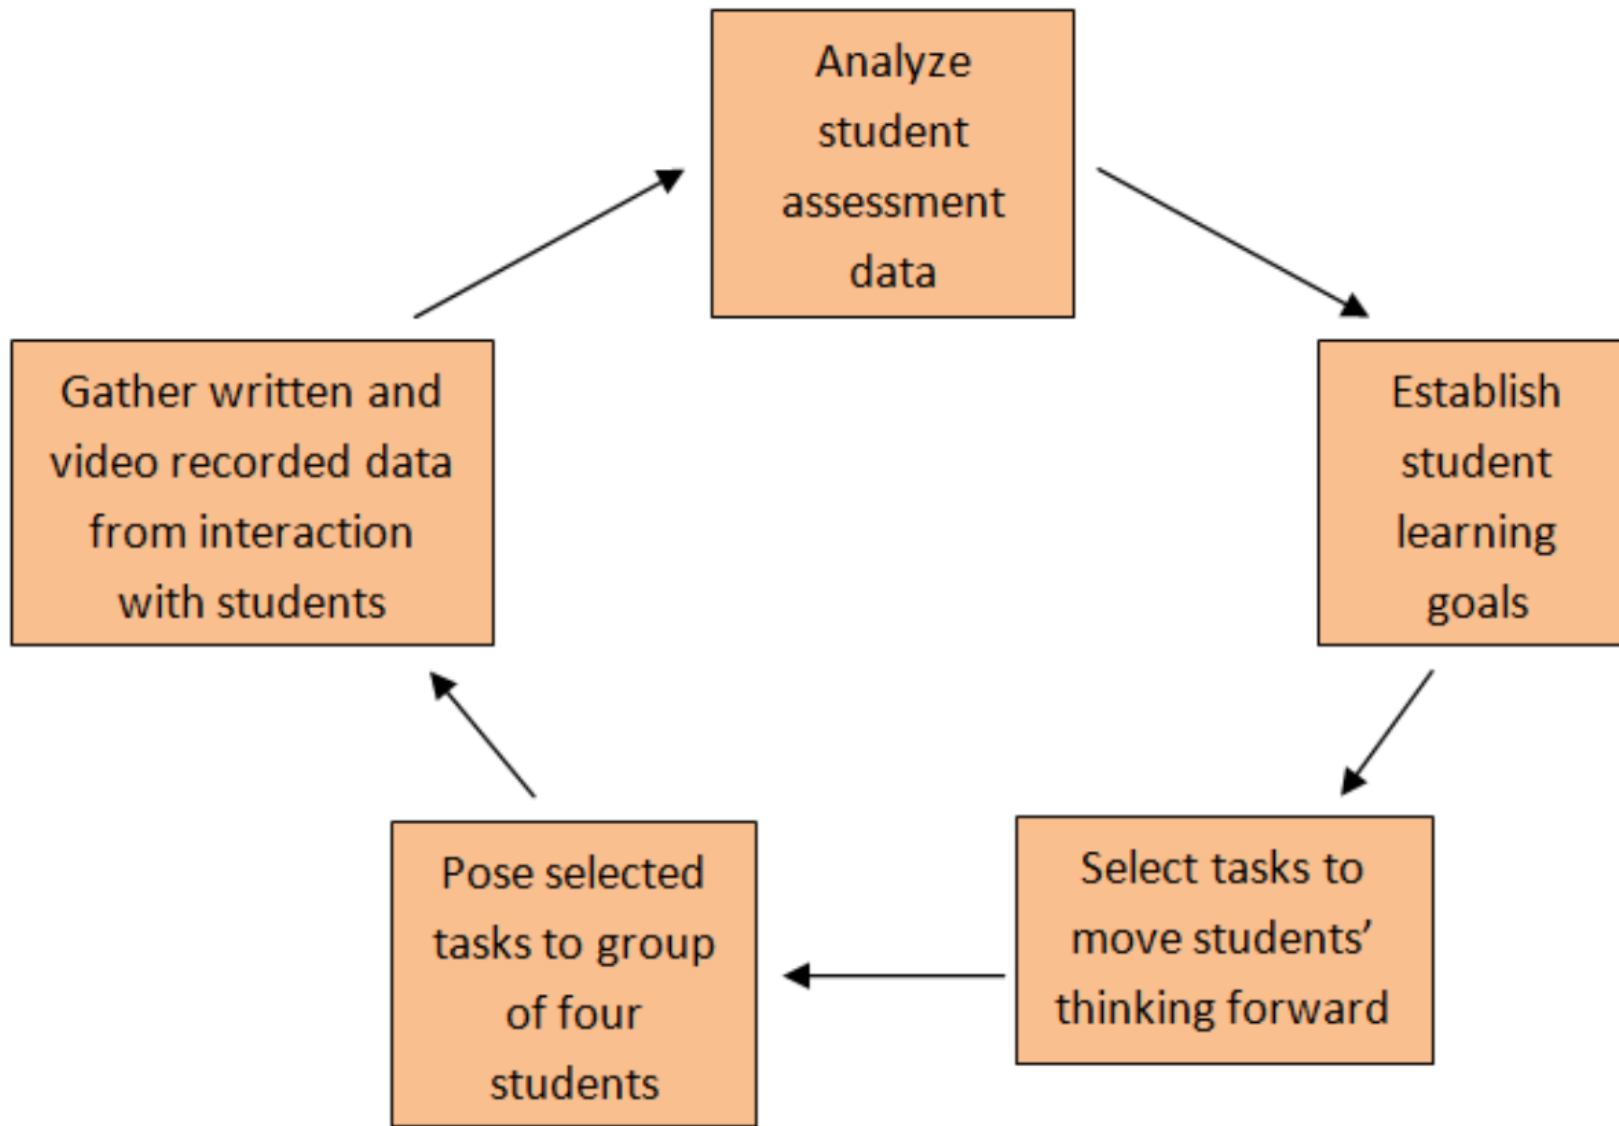 Analyze
student
assessment
data
Establish
student
learning
goals
Select tasks to
move students’
thinking forward
Pose selected
tasks to group
of four
students
Gather written and
video recorded data
from interaction
with students